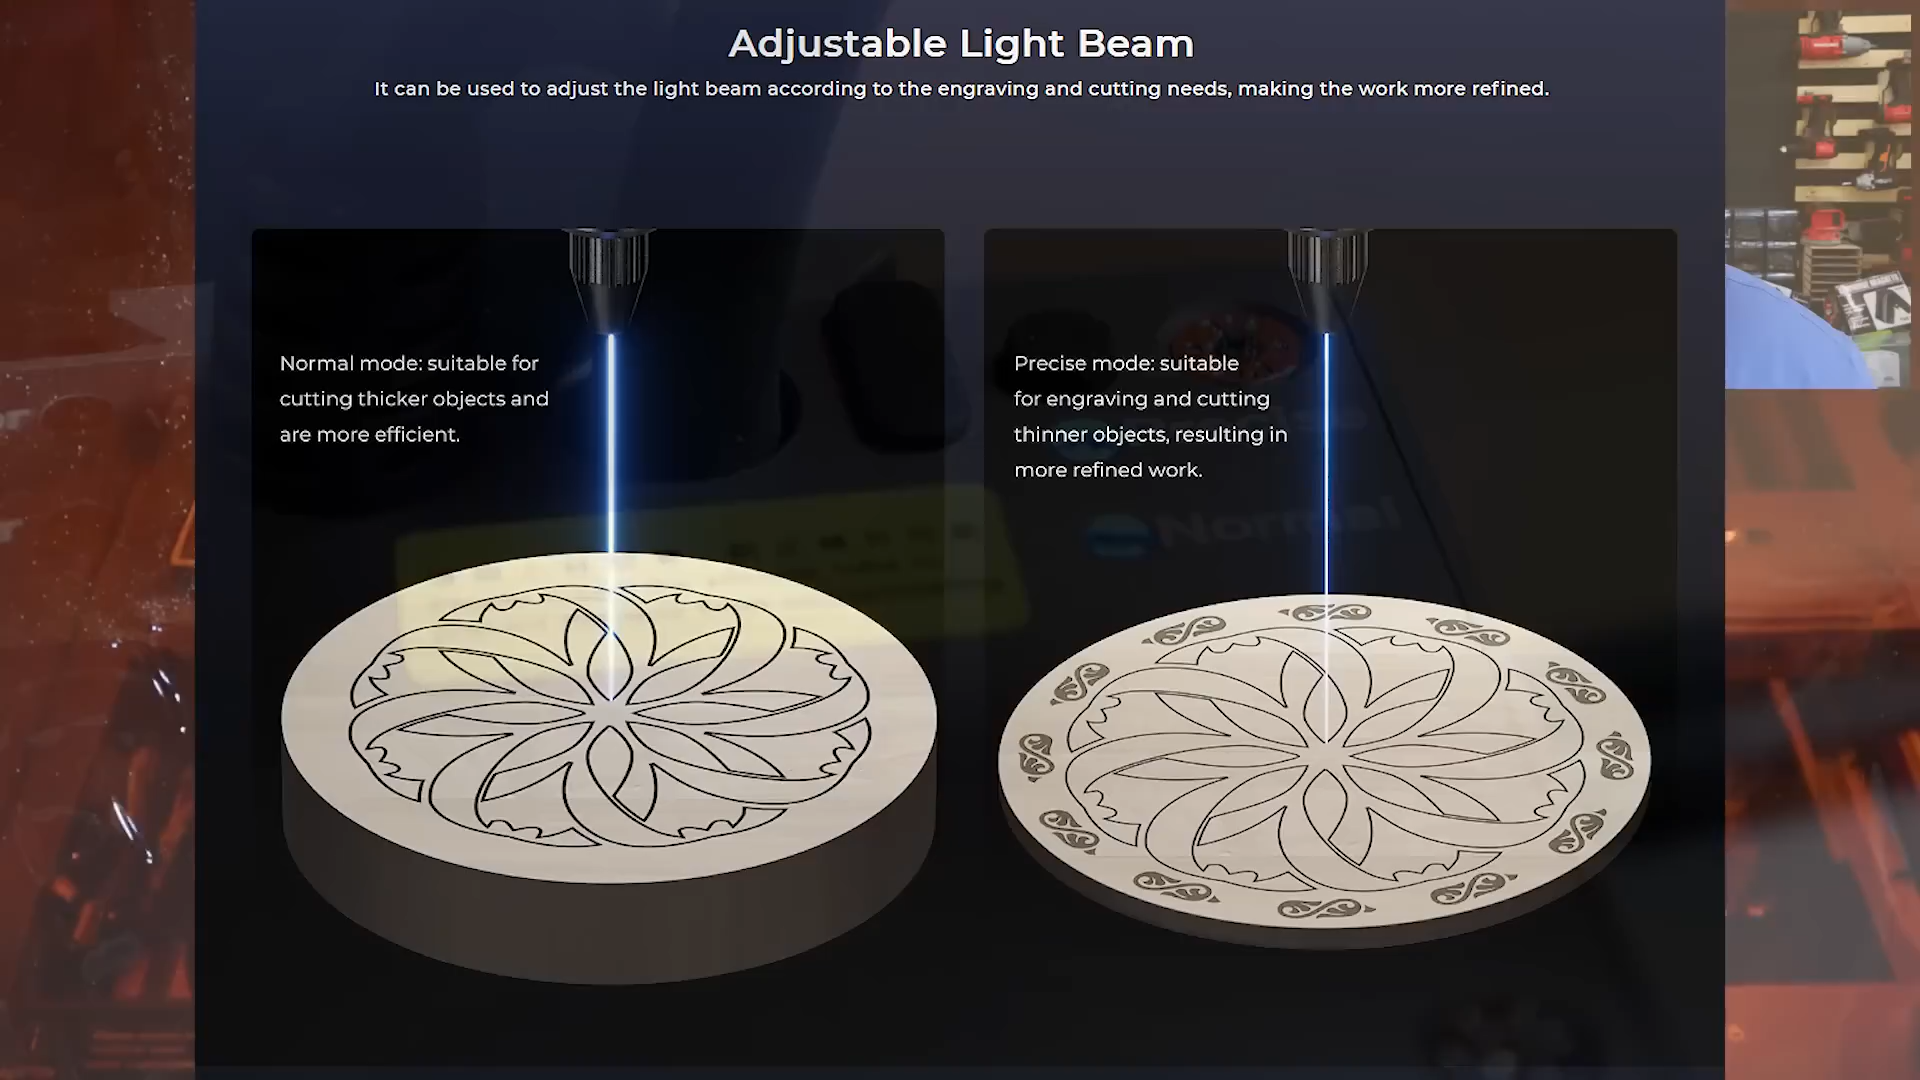 Adjustable Light Beam
It can be used to adjust the light beam according to the engraving and cutting needs, making the work more refined.
Normal mode: suitable for
cutting thicker objects and
are more efficient.
Precise mode: suitable
for engraving and cutting
thinner objects, resulting in
more refined work.
Normal